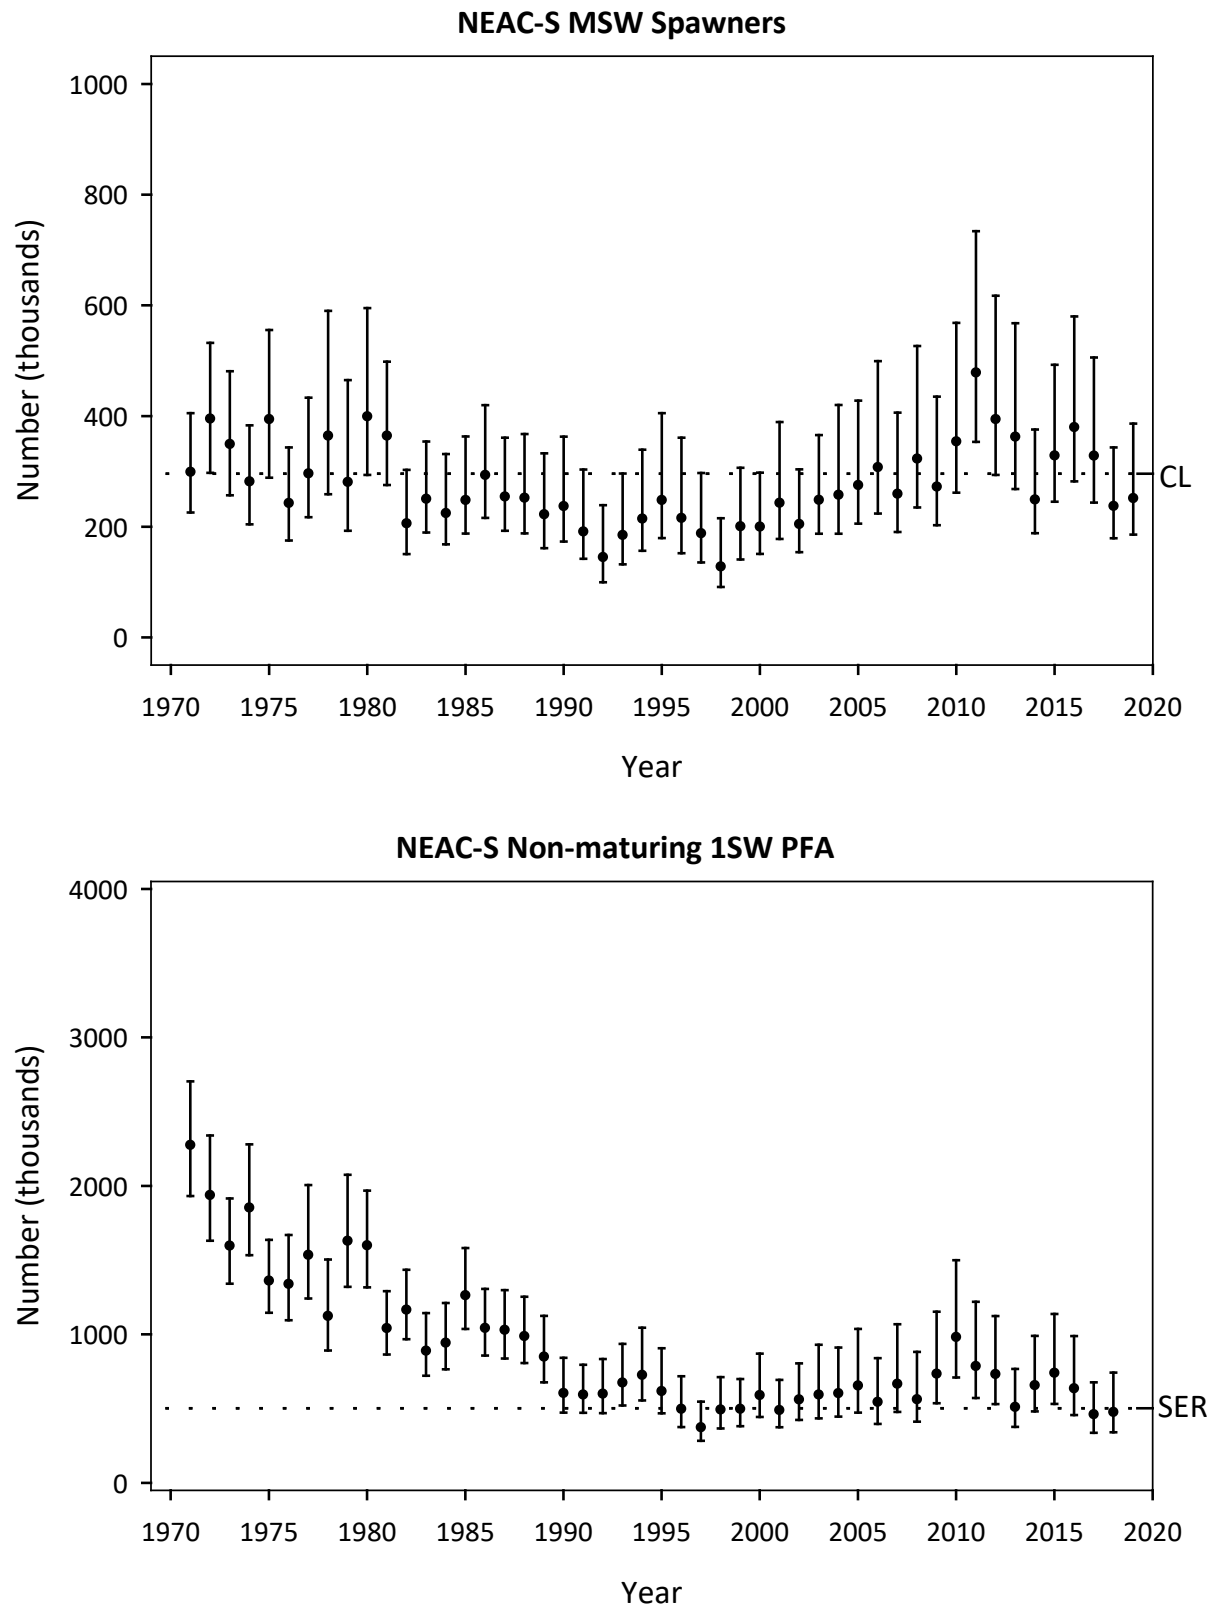 NEAC-S MSW Spawners
Number (thousands)
1000
800
600
400
200
0
CL
1970 1975 1980 1985 1990 1995 2000 2005 2010 2015 2020
Year
NEAC-S Non-maturing 1SW PFA
Number (thousands)
4000
3000
2000
1000
0
SER
1970 1975 1980 1985 1990 1995 2000 2005 2010 2015 2020
Year